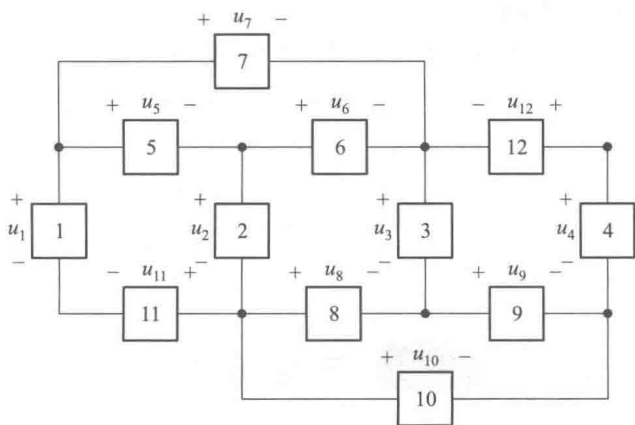 + u7 −
7
+ u5 −
+ u6 −
− u12 +
5
6
12
+
+
+
+
u1
1
u2
2
u3
3
u4
4
−
−
−
−
− u11 +
+ u8 −
+ u9 −
11
8
9
+ u10 −
10